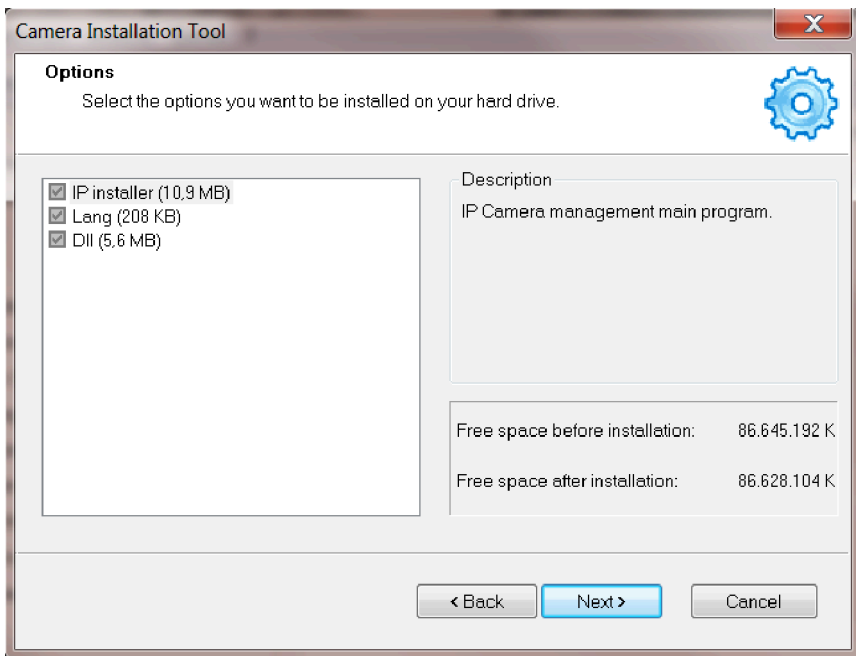 Camera Installation Tool
Options
Select the options you want to be installed on your hard drive.
IP installer (10,9 MB)
Lang (208 KB)
Dll (5,6 MB)
Description
IP Camera management main program.
Free space before installation: 86.645.192 K
Free space after installation: 86.628.104 K
< Back Next > Cancel